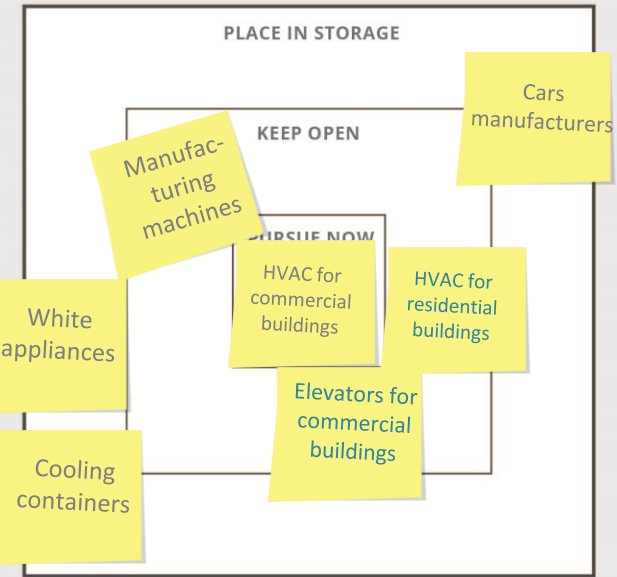 PLACE IN STORAGE
Cars
manufacturers
KEEP OPEN
Manufac-
turing
machines
PURSUE NOW
HVAC for
commercial
buildings
HVAC for
residential
buildings
White
appliances
Elevators for
commercial
buildings
Cooling
containers